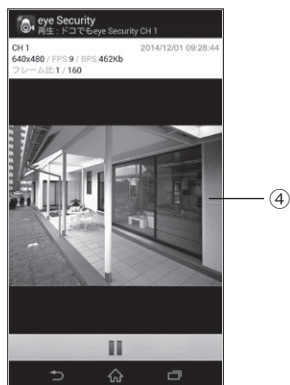 eye Security
再生 : ドコでもeye Security CH 1
CH 1
2014/12/01 09:28:44
640x480 / FPS:9 / BPS:462Kb
フレーム比:1 / 160
④